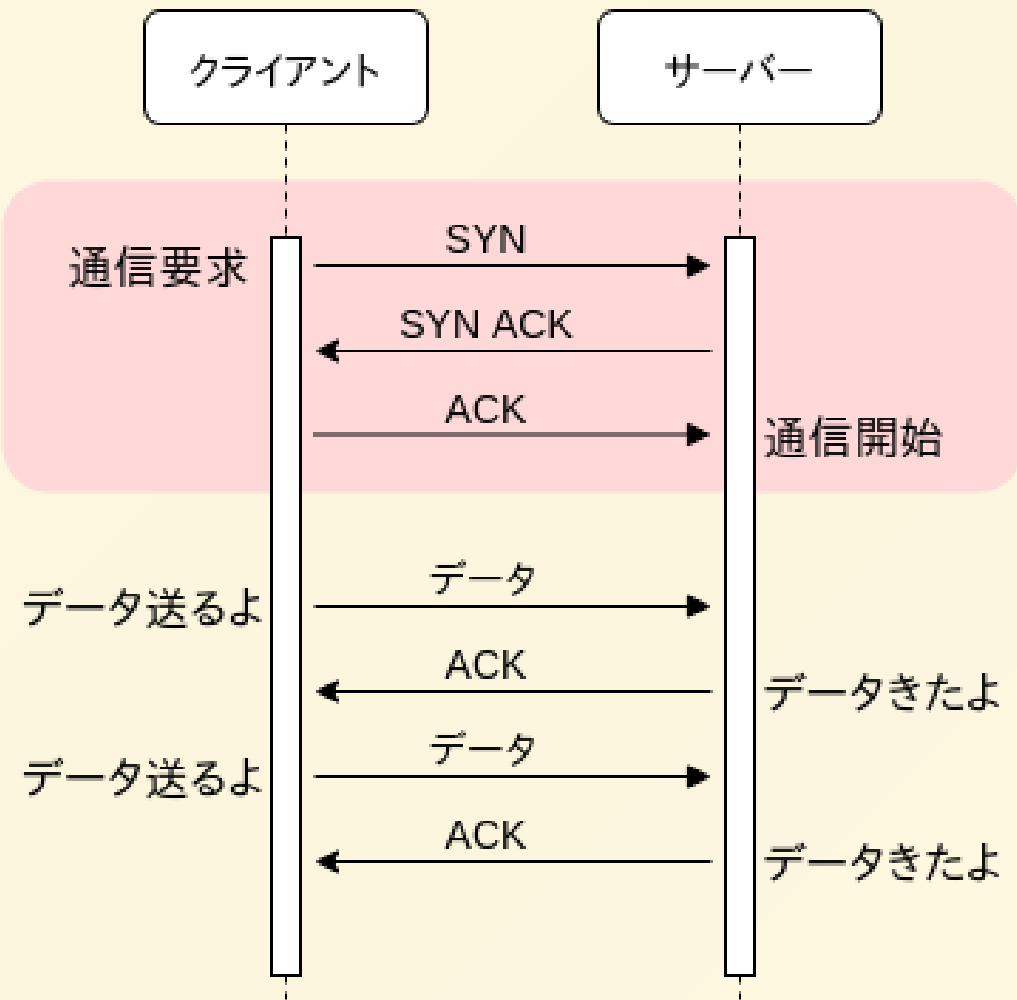 クライアント
サーバー
SYN
通信要求
SYN ACK
ACK
通信開始
データ
データ送るよ
ACK
データきたよ
データ
データ送るよ
ACK
データきたよ